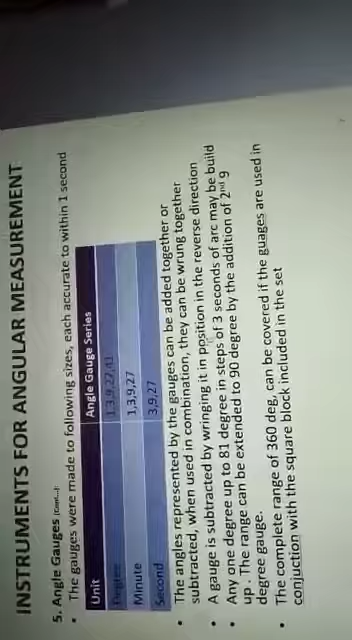 INSTRUMENTS FOR ANGULAR MEASUREMENT
5. Angle Gauges (Cont...):
• The gauges were made to following sizes, each accurate to within 1 second
Unit Angle Gauge Series
Degree 1,3,9,27,41
Minute 1,3,9,27
Second 3,9,27
• The angles represented by the gauges can be added together or
subtracted, when used in combination, they can be wrung together
• A gauge is subtracted by wringing it in position in the reverse direction
• Any one degree up to 81 degree in steps of 3 seconds of arc may be build
up . The range can be extended to 90 degree by the addition of 2nd 9
degree gauge.
• The complete range of 360 deg, can be covered if the guages are used in
conjuction with the square block included in the set